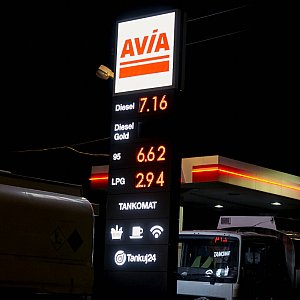 AVIA
Diesel 7.16
Diesel
Gold
95 6.62
LPG 2.94
TANKOMAT
Tankuj24